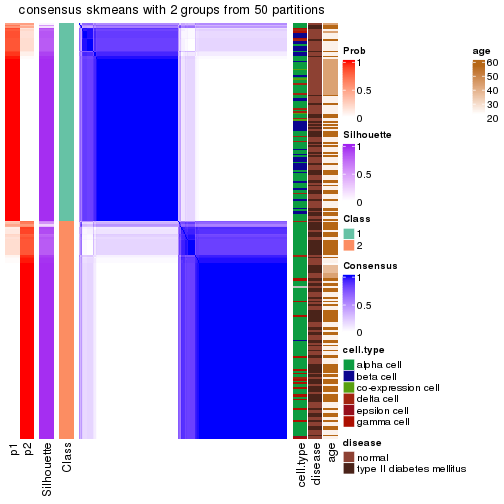 consensus skmeans with 2 groups from 50 partitions
Prob
1
0.5
0
Silhouette
1
0.5
0
Class
1
2
Consensus
1
0.5
0
cell.type
alpha cell
beta cell
co-expression cell
delta cell
epsilon cell
gamma cell
disease
normal
type II diabetes mellitus
age
60
50
40
30
20
p1
p2
Silhouette
Class
cell.type
disease
age